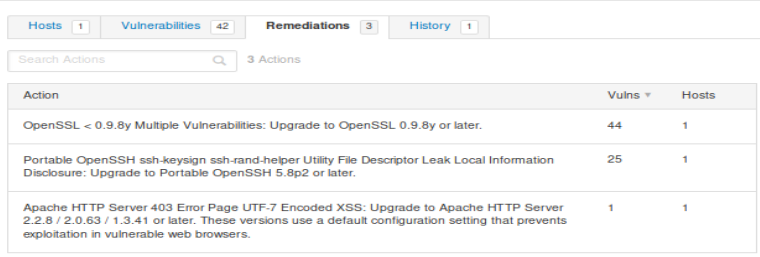 Hosts 1 Vulnerabilities 42 Remediations 3 History 1
Search Actions 3 Actions
Action Vulns ▼ Hosts
OpenSSL < 0.9.8y Multiple Vulnerabilities: Upgrade to OpenSSL 0.9.8y or later. 44 1
Portable OpenSSH ssh-keysign ssh-rand-helper Utility File Descriptor Leak Local Information 25 1
Disclosure: Upgrade to Portable OpenSSH 5.8p2 or later.
Apache HTTP Server 403 Error Page UTF-7 Encoded XSS: Upgrade to Apache HTTP Server 1 1
2.2.8 / 2.0.63 / 1.3.41 or later. These versions use a default configuration setting that prevents
exploitation in vulnerable web browsers.